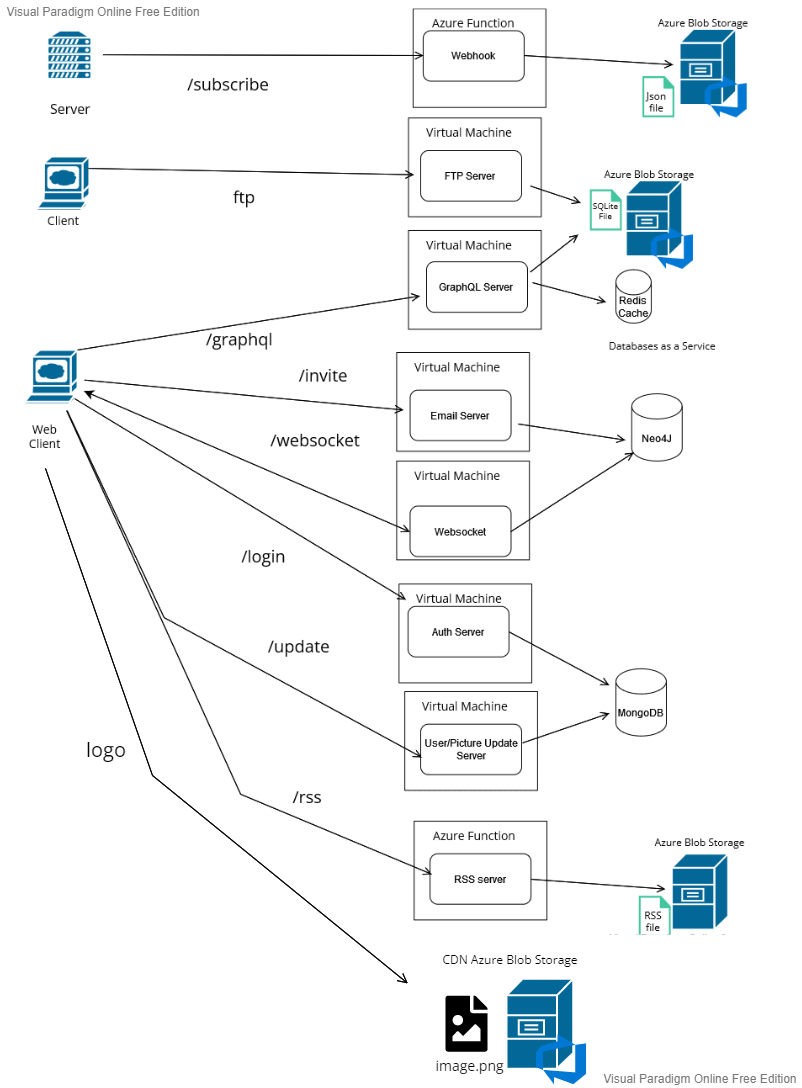 Visual Paradigm Online Free Edition
Azure Function
Azure Blob Storage
Webhook
/subscribe
Json
file
Server
Virtual Machine
FTP Server
Azure Blob Storage
ftp
Client
SQLite
File
Virtual Machine
GraphQL Server
Redis
Cache
/graphql
Databases as a Service
Virtual Machine
/invite
Email Server
Web
Client
/websocket
Neo4J
Virtual Machine
Websocket
/login
Virtual Machine
Auth Server
/update
Virtual Machine
MongoDB
User/Picture Update
Server
logo
/rss
Azure Function
Azure Blob Storage
RSS server
RSS
file
CDN Azure Blob Storage
image.png
Visual Paradigm Online Free Edition